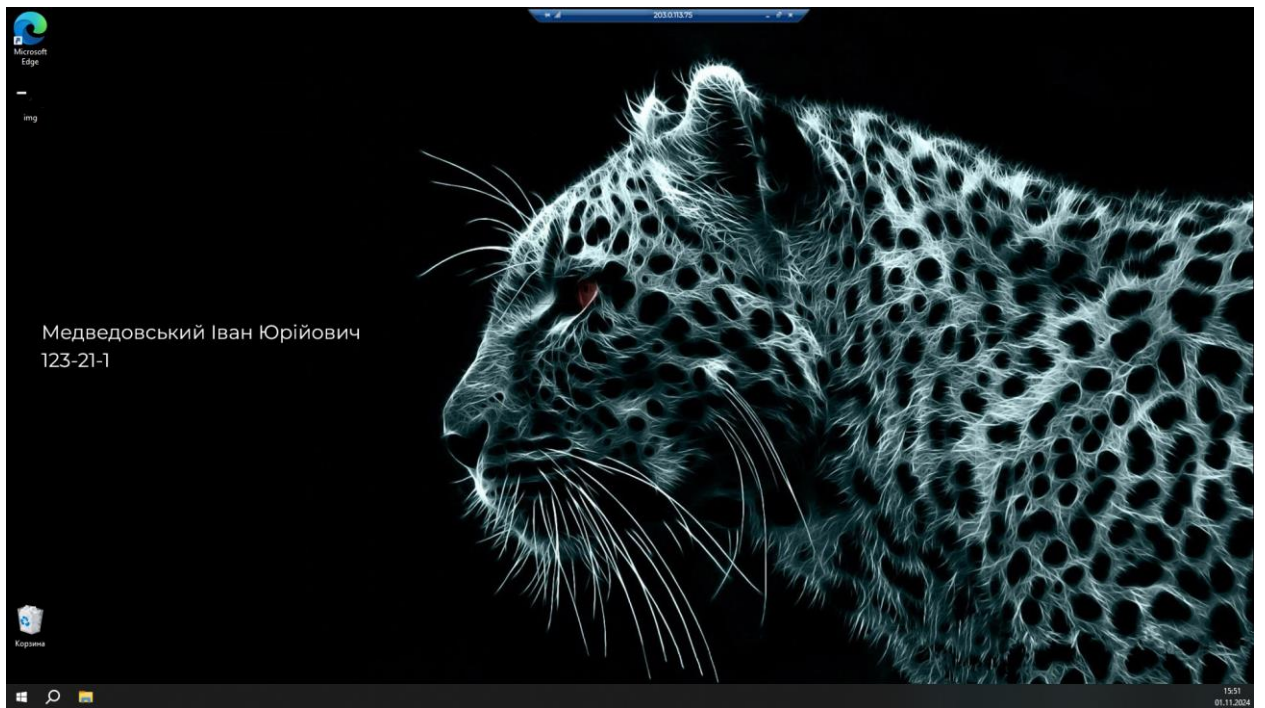 203.0.113.75
Microsoft
Edge
img
Медведовський Іван Юрійович
123-21-1
Корзина
15:51
01.11.2024